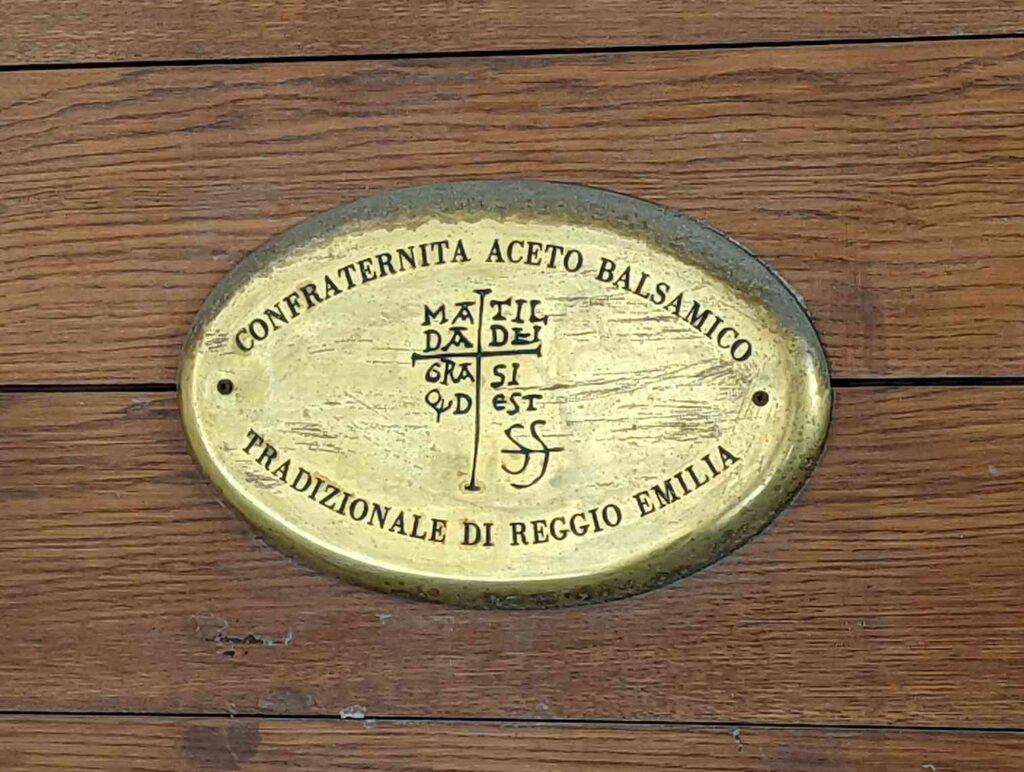 CONFRATERNITA ACETO BALSAMICO
MA TIL
DA DEI
GRA SI
QD EST
TRADIZIONALE DI REGGIO EMILIA